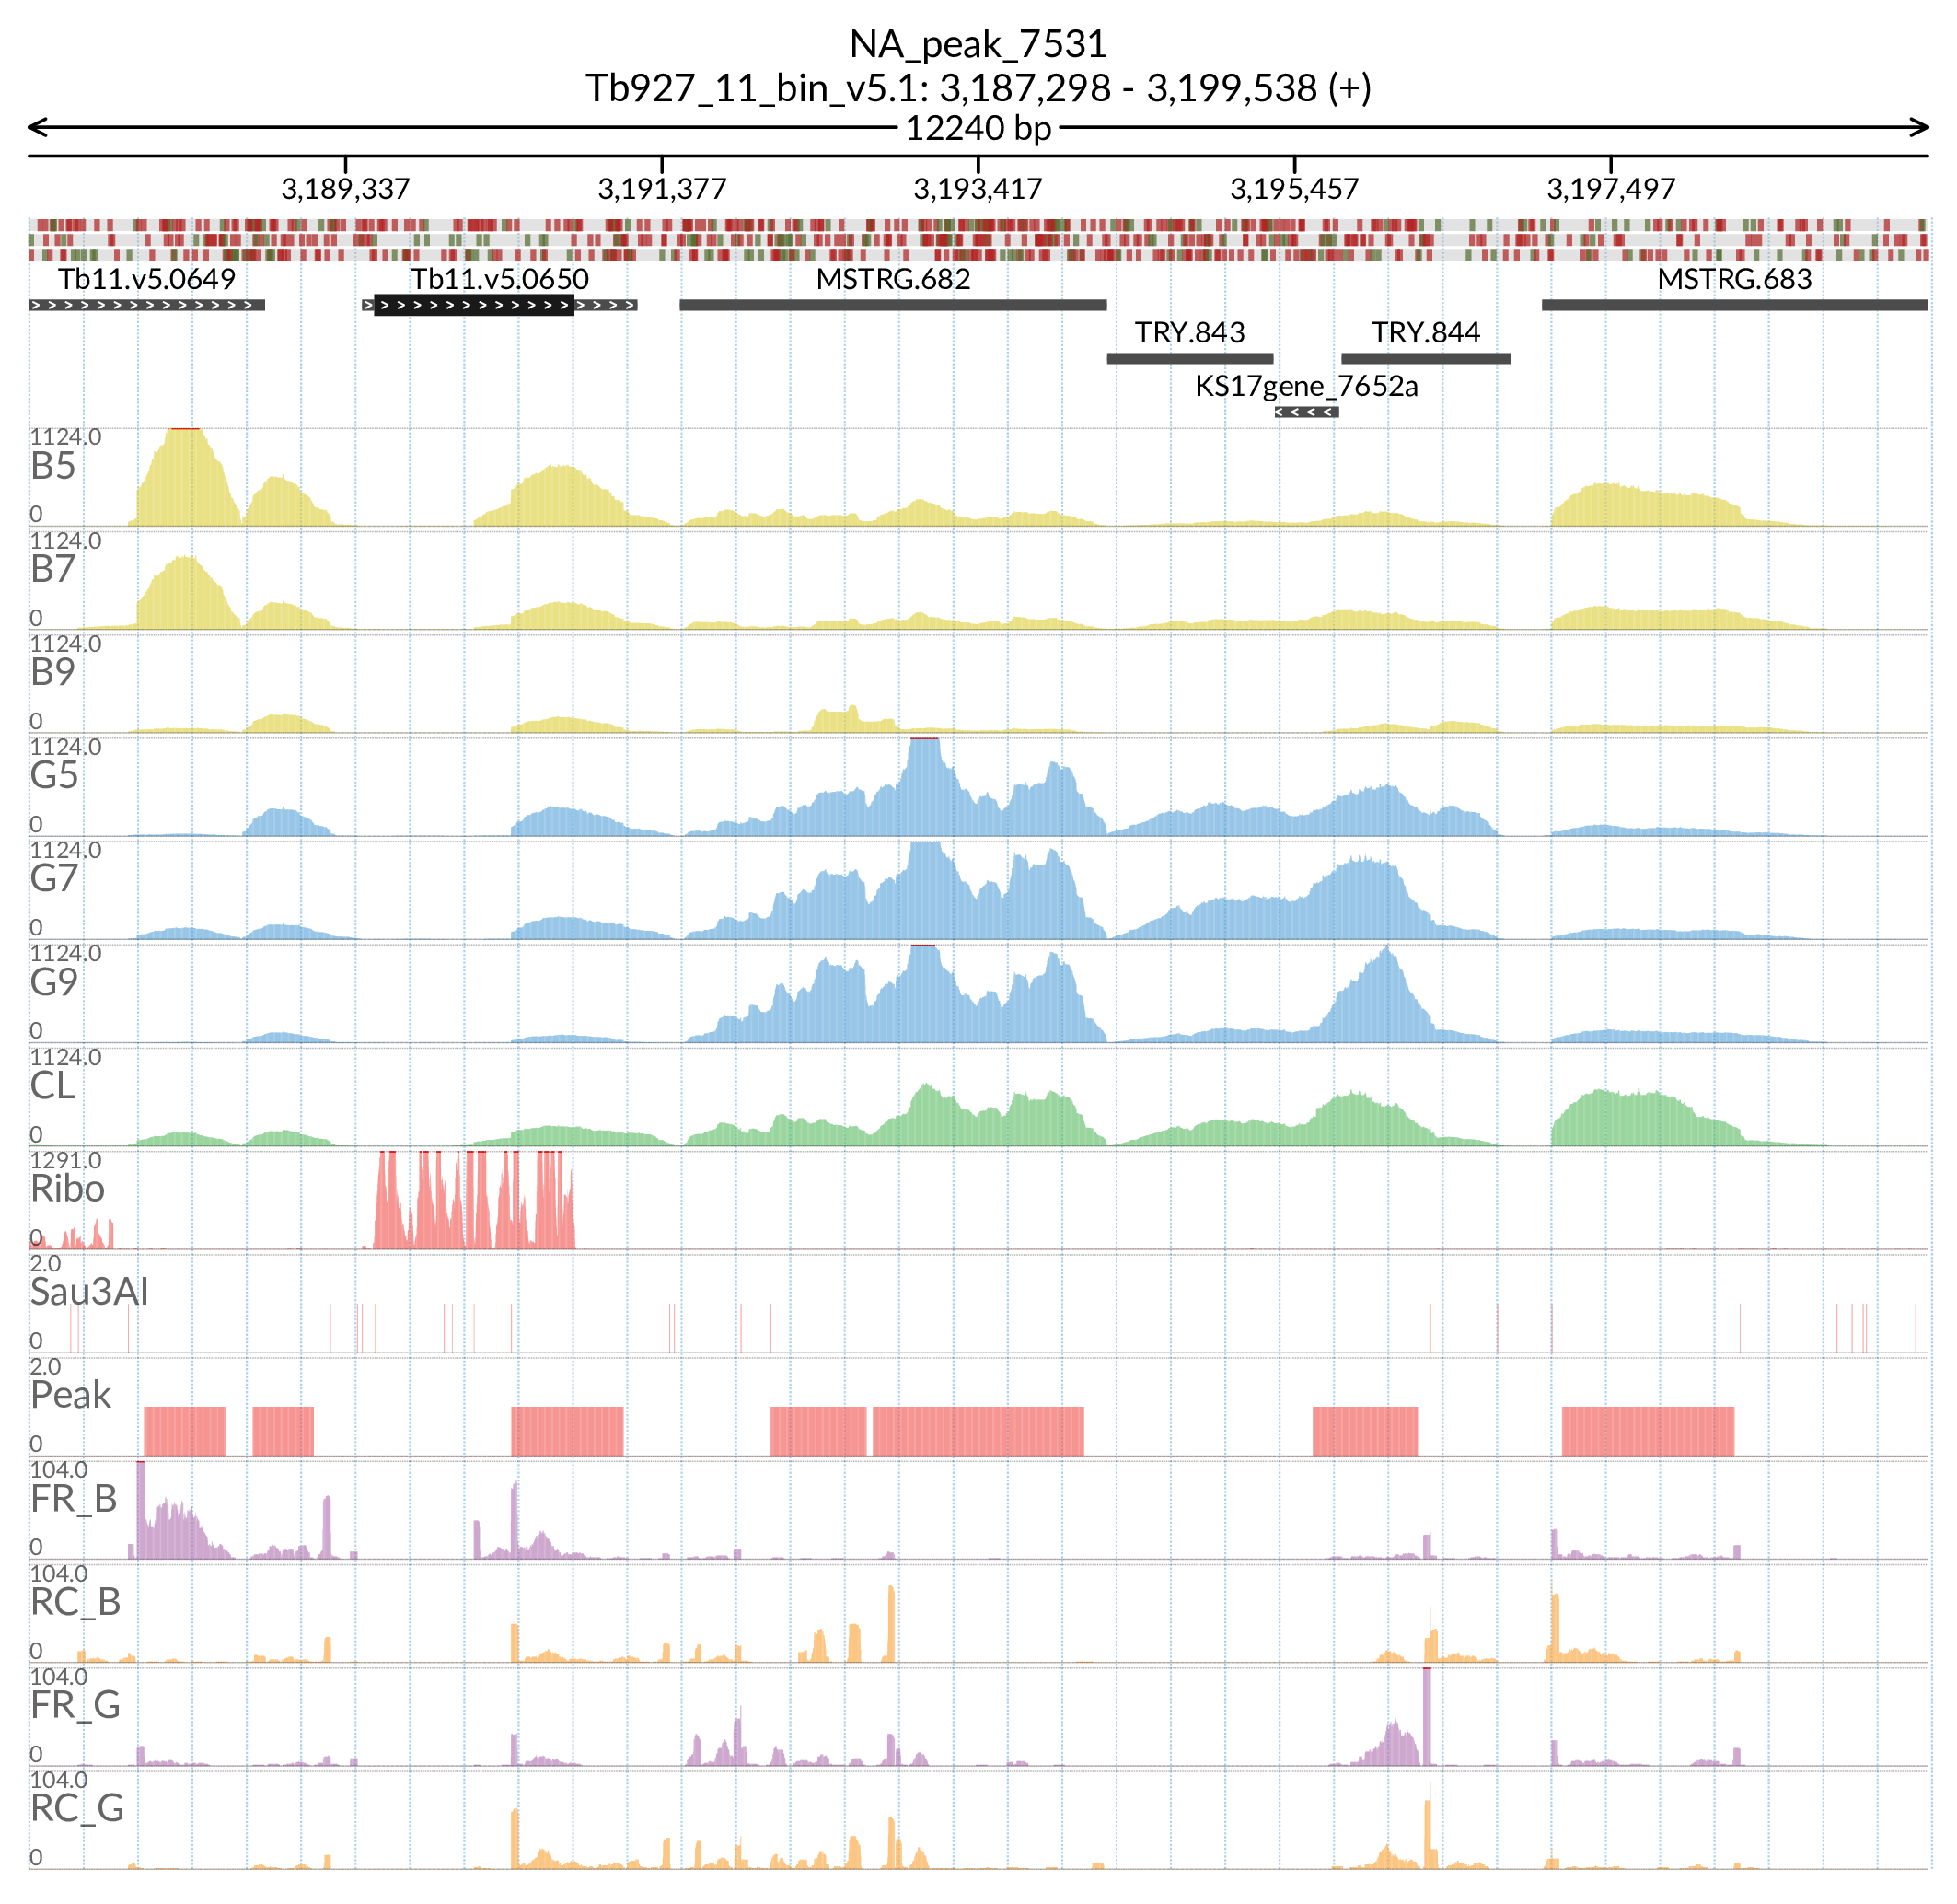 NA_peak_7531
Tb927_11_bin_v5.1: 3,187,298 - 3,199,538 (+)
12240 bp
3,189,337 3,191,377 3,193,417 3,195,457 3,197,497
Tb11.v5.0649 Tb11.v5.0650 MSTRG.682 MSTRG.683
TRY.843 TRY.844
KS17gene_7652a
1124.0
B5
0
1124.0
B7
0
1124.0
B9
0
1124.0
G5
0
1124.0
G7
0
1124.0
G9
0
1124.0
CL
0
1291.0
Ribo
0
2.0
Sau3AI
0
2.0
Peak
0
104.0
FR_B
0
104.0
RC_B
0
104.0
FR_G
0
104.0
RC_G
0